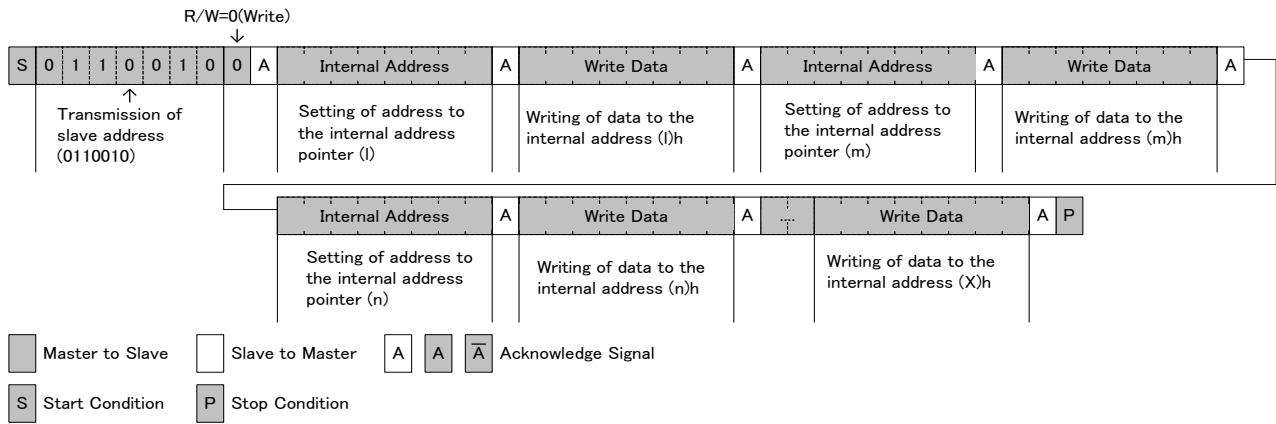 R/W=0(Write)
S 0 1 1 0 0 1 0 0 A Internal Address A Write Data A Internal Address A Write Data A
Transmission of
slave address
(0110010)
Setting of address to
the internal address
pointer (l)
Writing of data to the
internal address (l)h
Setting of address to
the internal address
pointer (m)
Writing of data to the
internal address (m)h
Internal Address A Write Data A .... Write Data A P
Setting of address to
the internal address
pointer (n)
Writing of data to the
internal address (n)h
Writing of data to the
internal address (X)h
Master to Slave Slave to Master A A A̅ Acknowledge Signal
S Start Condition P Stop Condition